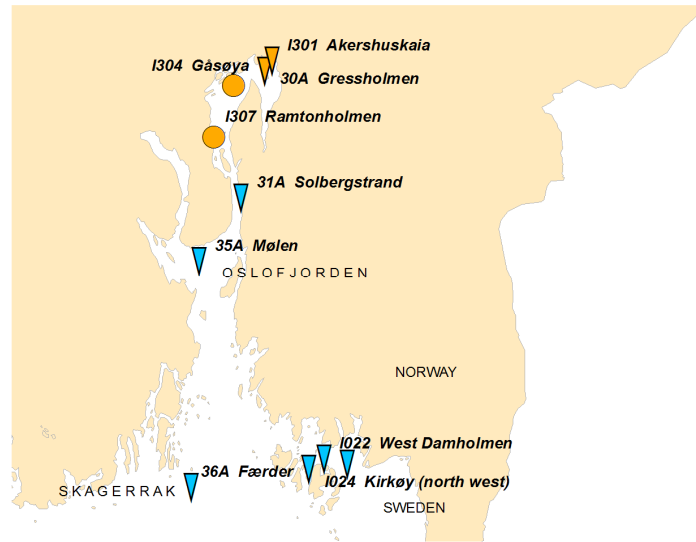 I301 Akershuskaia
I304 Gåsøya
30A Gressholmen
I307 Ramtonholmen
31A Solbergstrand
35A Mølen
OSLOFJORDEN
NORWAY
I022 West Damholmen
36A Færder
I024 Kirkøy (north west)
SKAGERRAK
SWEDEN